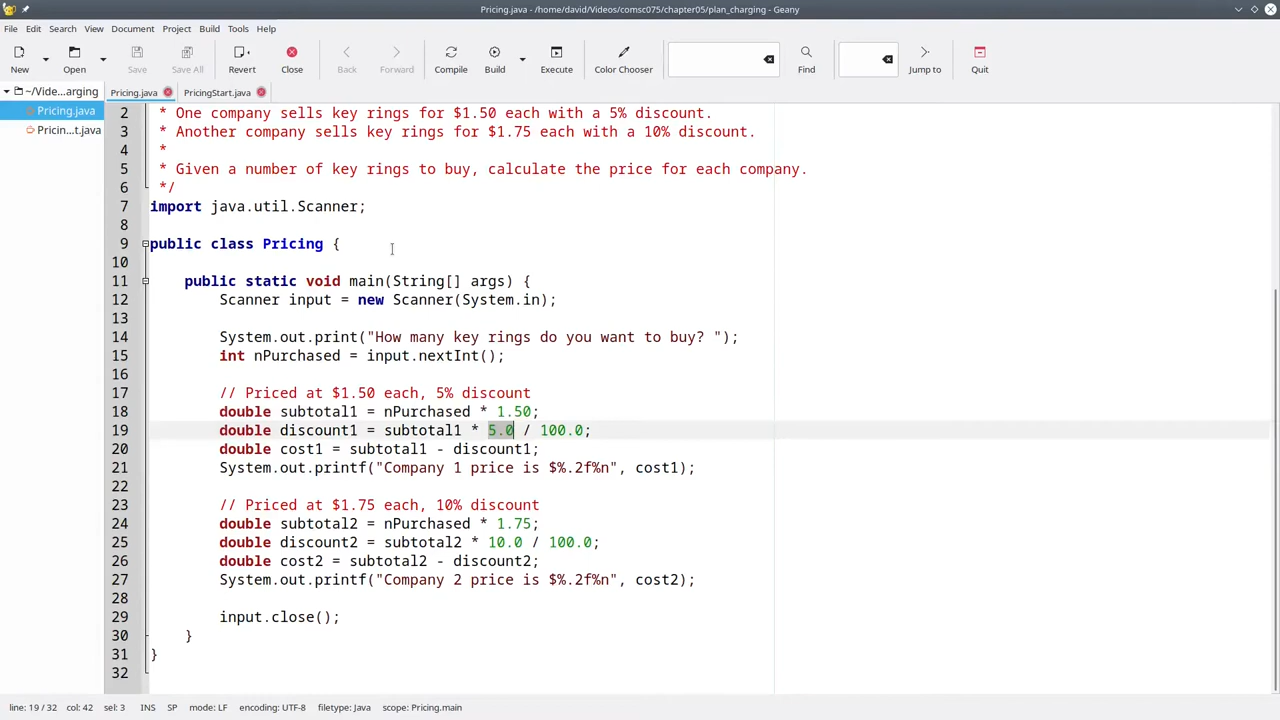 Pricing.java - /home/david/Videos/comsc075/chapter05/plan_charging - Geany
File Edit Search View Document Project Build Tools Help
New Open Save Save All Revert Close Back Forward Compile Build Execute Color Chooser Find Jump to Quit
~/Vide...arging
Pricing.java
Pricin...t.java
Pricing.java PricingStart.java
2 * One company sells key rings for $1.50 each with a 5% discount.
3 * Another company sells key rings for $1.75 each with a 10% discount.
4 *
5 * Given a number of key rings to buy, calculate the price for each company.
6 */
7 import java.util.Scanner;
8
9 public class Pricing {
10
11 public static void main(String[] args) {
12 Scanner input = new Scanner(System.in);
13
14 System.out.print("How many key rings do you want to buy? ");
15 int nPurchased = input.nextInt();
16
17 // Priced at $1.50 each, 5% discount
18 double subtotal1 = nPurchased * 1.50;
19 double discount1 = subtotal1 * 5.0 / 100.0;
20 double cost1 = subtotal1 - discount1;
21 System.out.printf("Company 1 price is $%.2f%n", cost1);
22
23 // Priced at $1.75 each, 10% discount
24 double subtotal2 = nPurchased * 1.75;
25 double discount2 = subtotal2 * 10.0 / 100.0;
26 double cost2 = subtotal2 - discount2;
27 System.out.printf("Company 2 price is $%.2f%n", cost2);
28
29 input.close();
30 }
31 }
32
line: 19 / 32 col: 42 sel: 3 INS SP mode: LF encoding: UTF-8 filetype: Java scope: Pricing.main